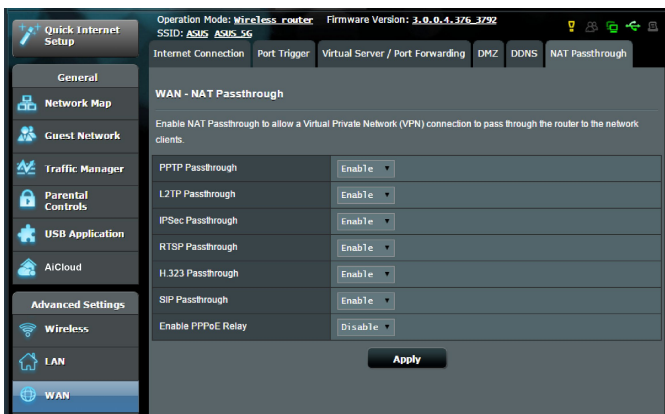 Quick Internet
Setup
Operation Mode: Wireless router Firmware Version: 3.0.0.4.376_3792
SSID: ASUS ASUS_5G
Internet Connection Port Trigger Virtual Server / Port Forwarding DMZ DDNS NAT Passthrough
General
Network Map
Guest Network
Traffic Manager
Parental
Controls
USB Application
AiCloud
Advanced Settings
Wireless
LAN
WAN
WAN - NAT Passthrough
Enable NAT Passthrough to allow a Virtual Private Network (VPN) connection to pass through the router to the network
clients.
PPTP Passthrough Enable
L2TP Passthrough Enable
IPSec Passthrough Enable
RTSP Passthrough Enable
H.323 Passthrough Enable
SIP Passthrough Enable
Enable PPPoE Relay Disable
Apply